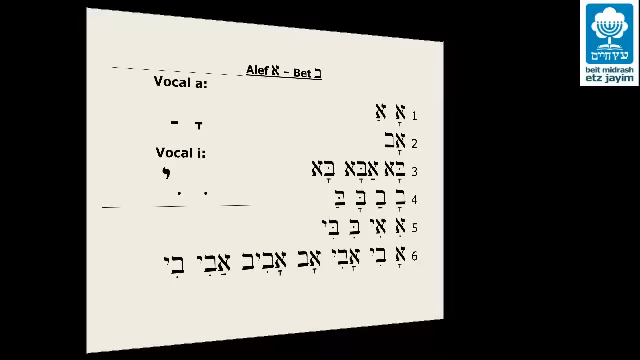 Alef א – Bet ב
Vocal a:
Vocal i:
אָ אַ 1
אָב 2
בָּא אַבָּא בָּא 3
בָ בַ בָּ בַּ 4
אִ אִי בִּ בִּי 5
אָ בִי אָבִי אָב אָבִיב אַבִי בִי 6
עץ חיים
beit midrash
etz jayim